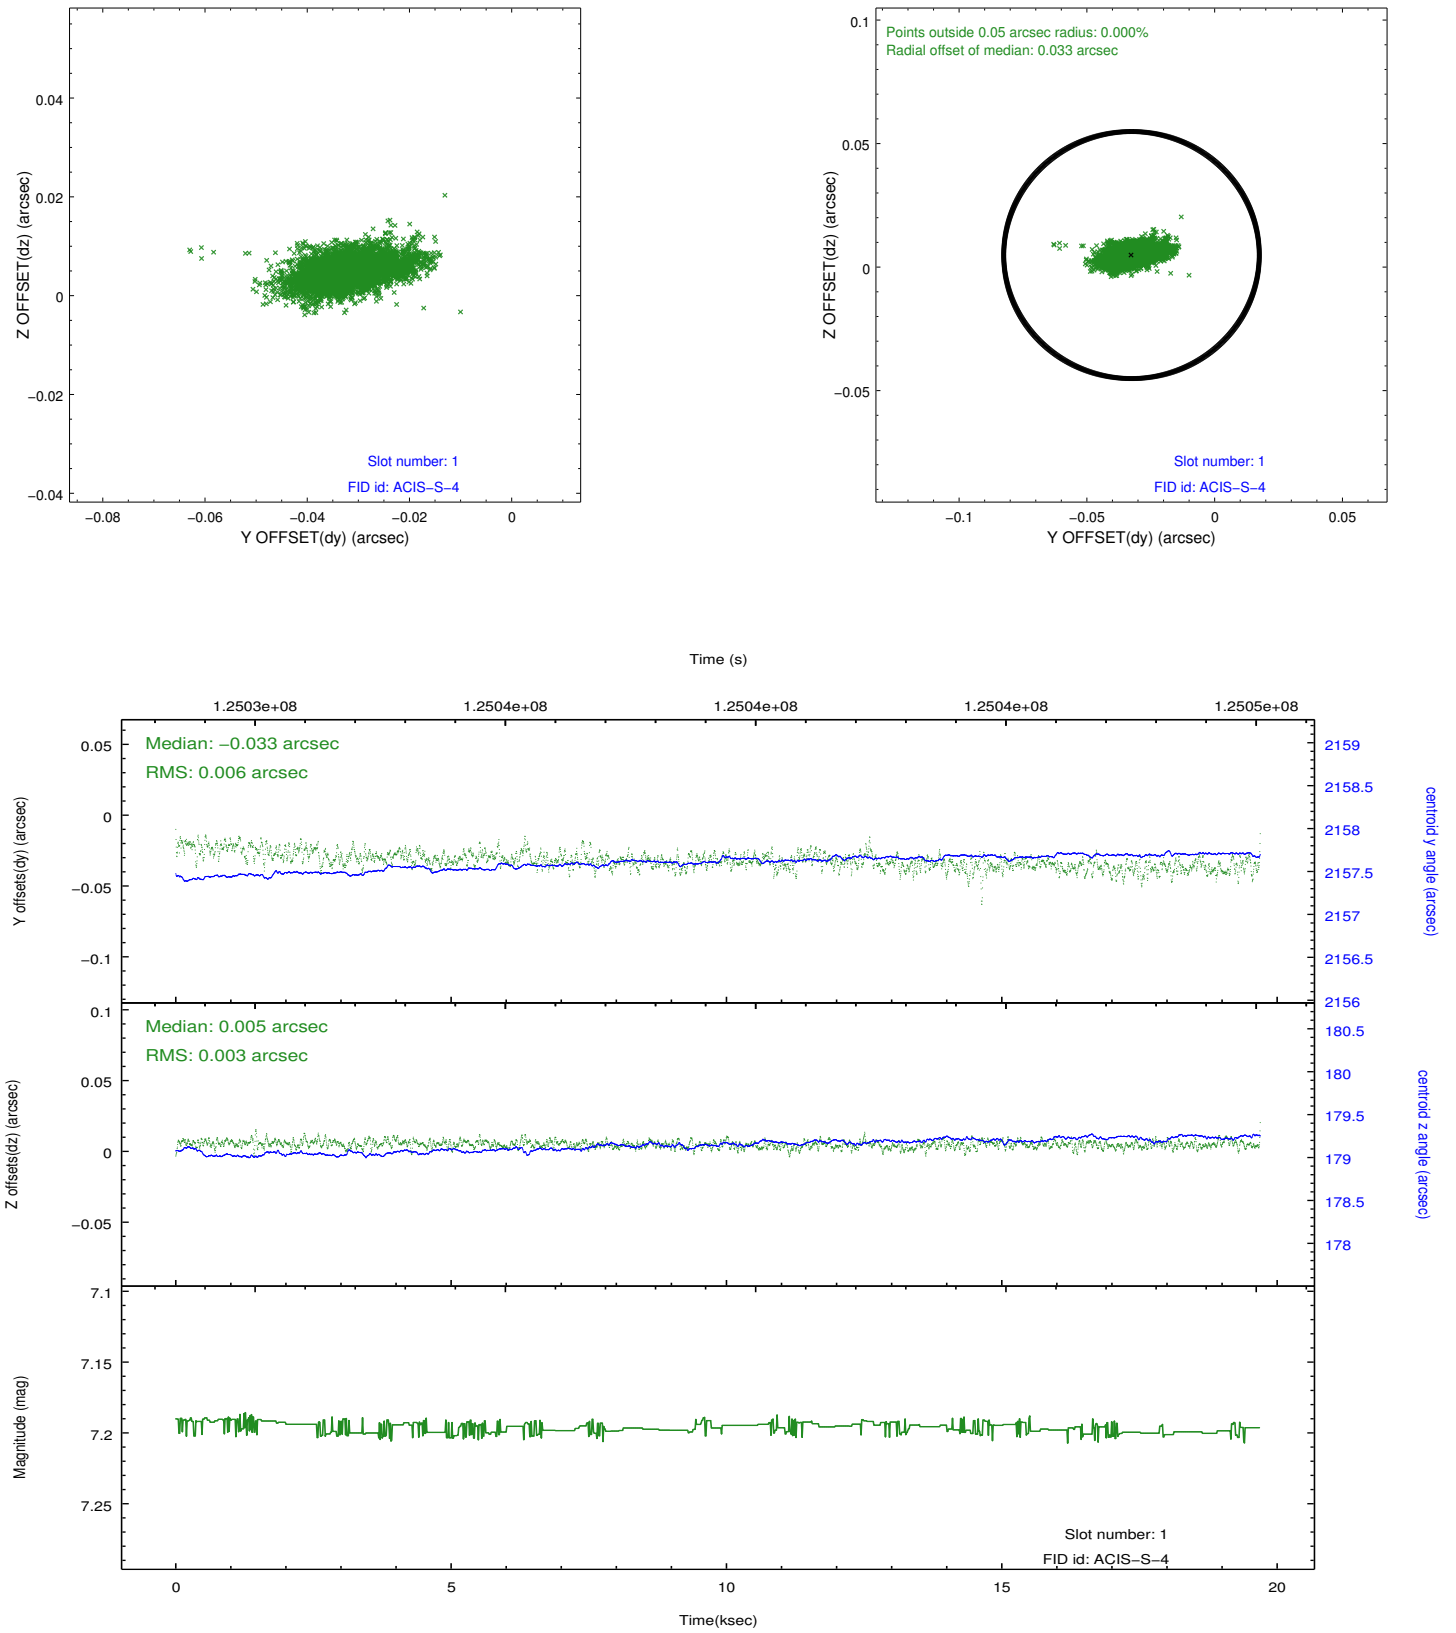 0.04
0.02
0
−0.02
−0.04
Z OFFSET(dz) (arcsec)
Slot number: 1
FID id: ACIS−S−4
−0.08 −0.06 −0.04 −0.02 0
Y OFFSET(dy) (arcsec)
Points outside 0.05 arcsec radius: 0.000%
Radial offset of median: 0.033 arcsec
0.1
0.05
0
−0.05
Z OFFSET(dz) (arcsec)
Slot number: 1
FID id: ACIS−S−4
−0.1 −0.05 0 0.05
Y OFFSET(dy) (arcsec)
Time (s)
1.2503e+08 1.2504e+08 1.2504e+08 1.2504e+08 1.2505e+08
Median: −0.033 arcsec
RMS: 0.006 arcsec
0.05
0
−0.05
−0.1
Y offsets(dy) (arcsec)
2159
2158.5
2158
2157.5
2157
2156.5
2156
centroid y angle (arcsec)
Median: 0.005 arcsec
RMS: 0.003 arcsec
0.1
0.05
0
−0.05
Z offsets(dz) (arcsec)
180.5
180
179.5
179
178.5
178
centroid z angle (arcsec)
7.1
7.15
7.2
7.25
Magnitude (mag)
Slot number: 1
FID id: ACIS−S−4
0 5 10 15 20
Time(ksec)